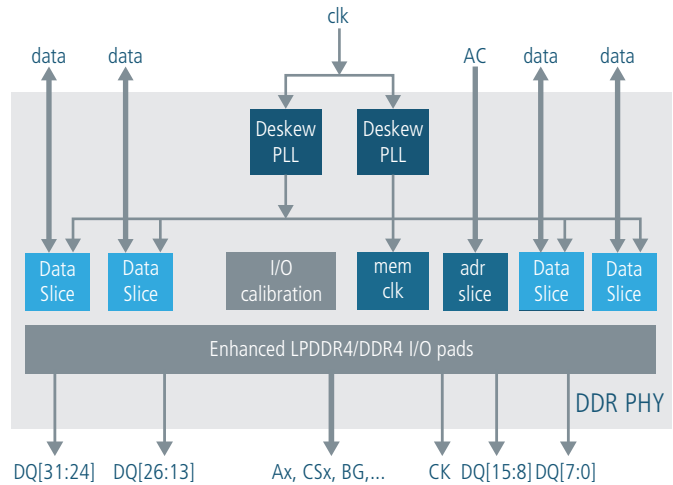 clk
data
data
AC
data
data
Deskew
PLL
Deskew
PLL
Data
Slice
Data
Slice
I/O
calibration
mem
clk
adr
slice
Data
Slice
Data
Slice
Enhanced LPDDR4/DDR4 I/O pads
DDR PHY
DQ[31:24]
DQ[26:13]
Ax, CSx, BG,...
CK
DQ[15:8]
DQ[7:0]